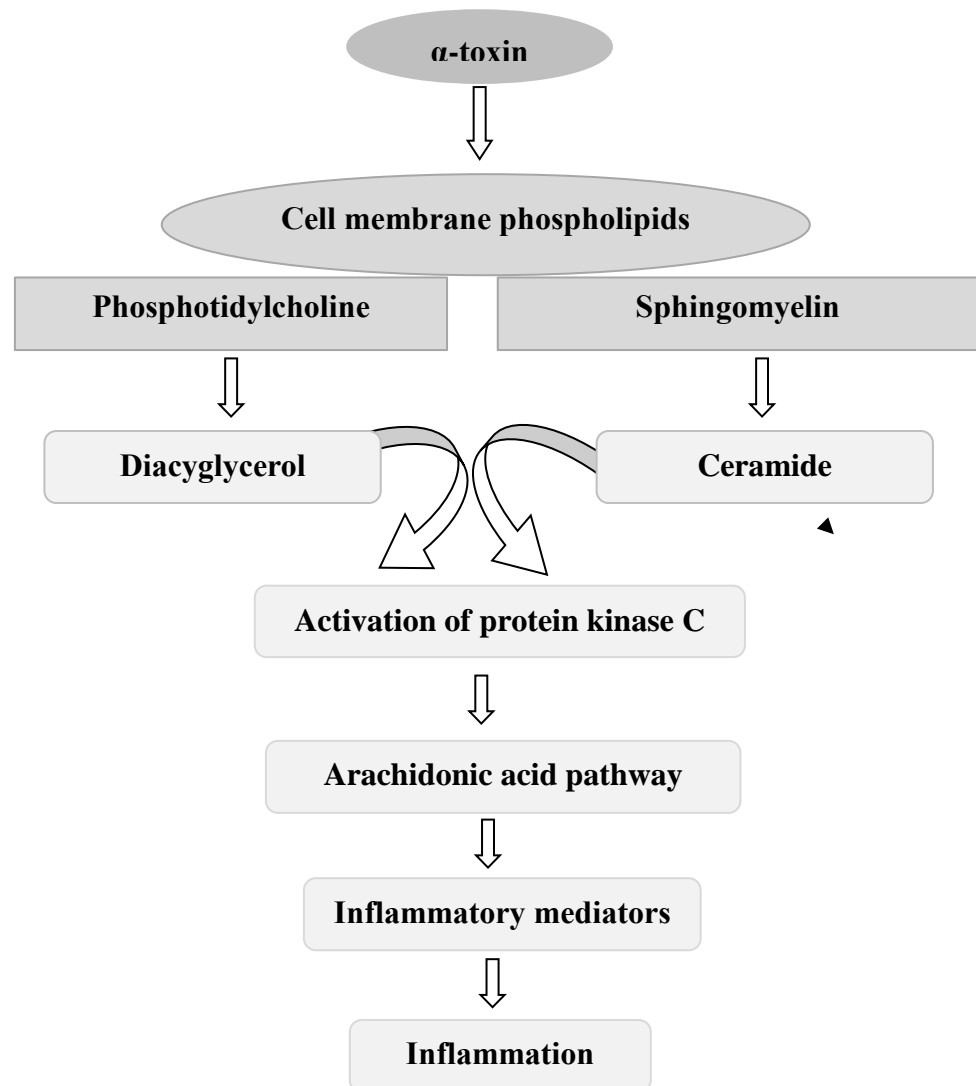 α-toxin
Cell membrane phospholipids
Phosphotidylcholine
Sphingomyelin
Diacyglycerol
Ceramide
Activation of protein kinase C
Arachidonic acid pathway
Inflammatory mediators
Inflammation